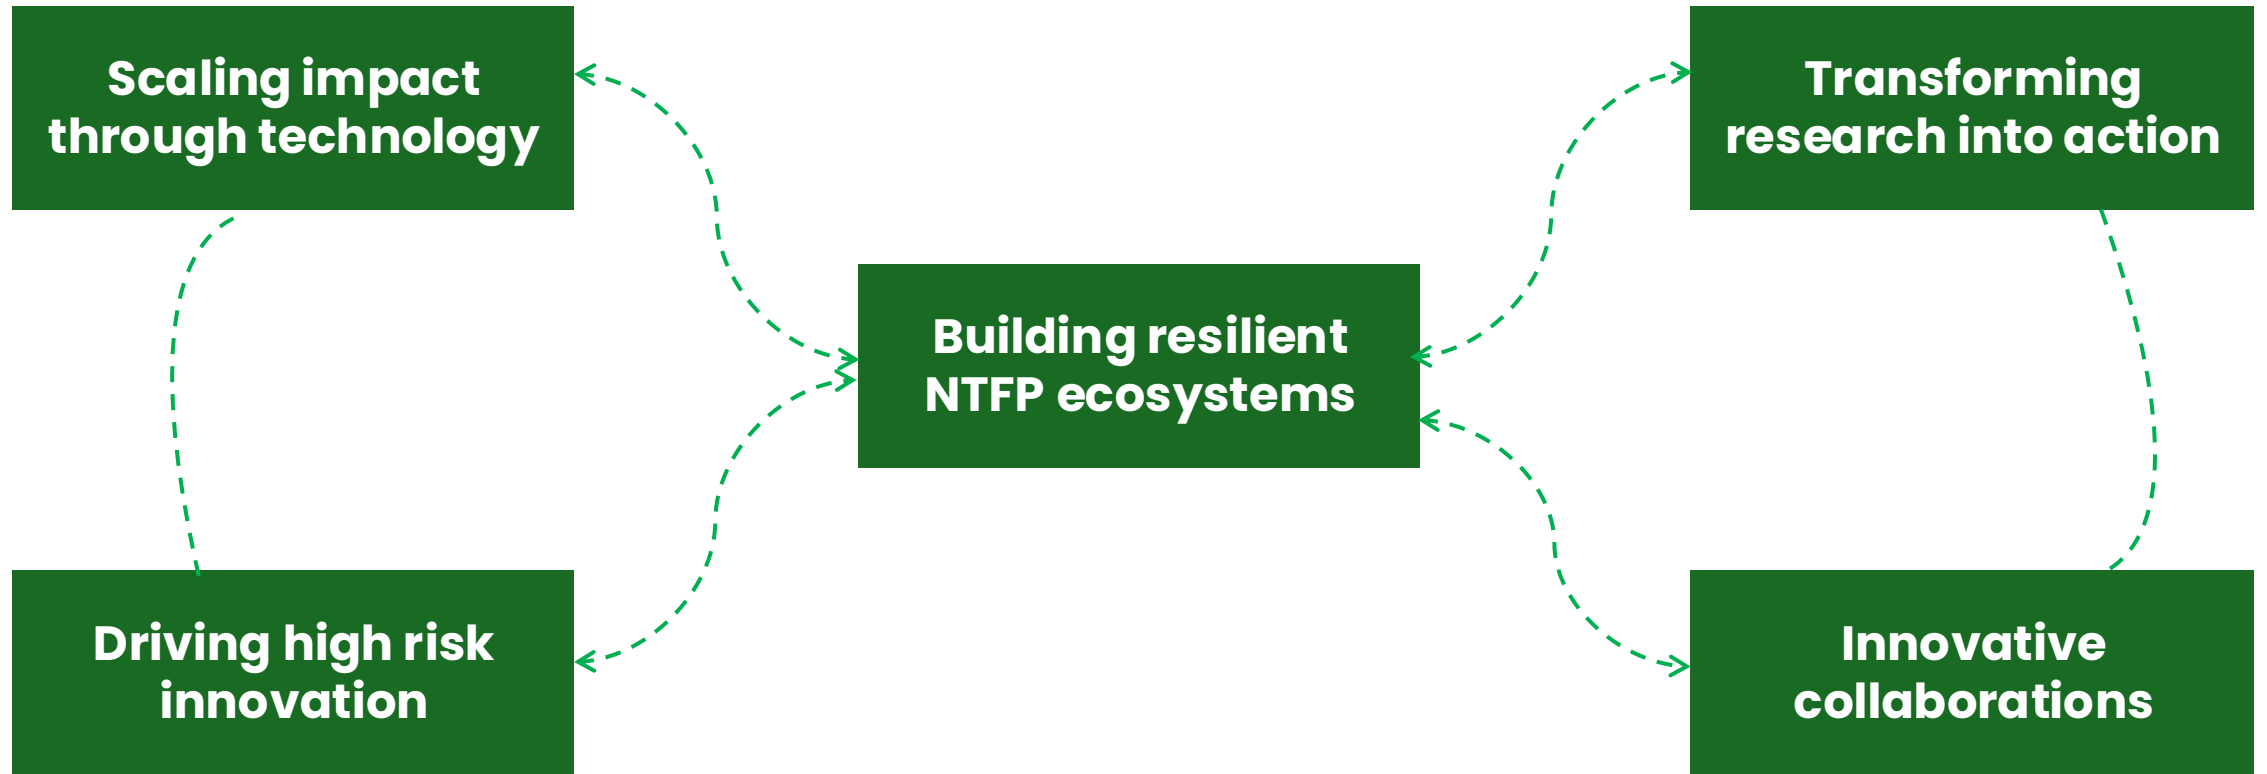 Scaling impact
through technology
Transforming
research into action
Building resilient
NTFP ecosystems
Driving high risk
innovation
Innovative
collaborations